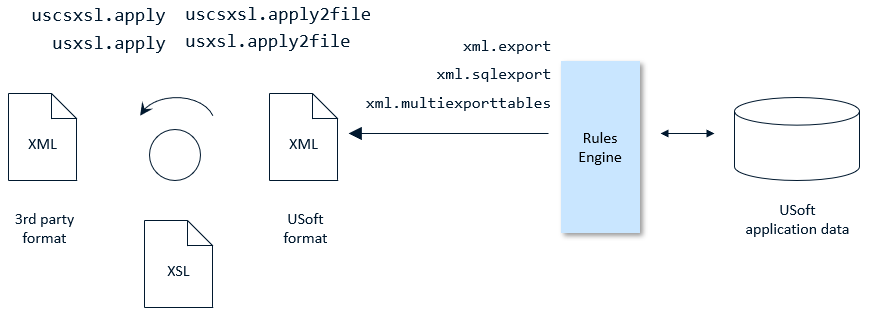 uscsxsl.apply uscsxsl.apply2file
usxsl.apply usxsl.apply2file
xml.export
xml.sqlexport
xml.multiexporttables
XML
XML
Rules
Engine
3rd party
format
USoft
format
USoft
application data
XSL